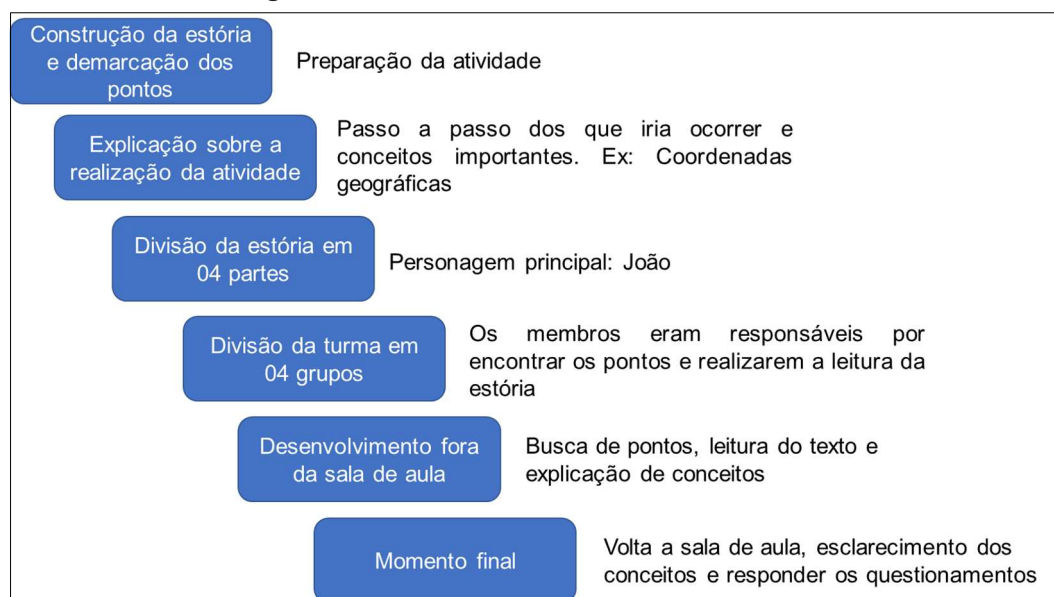 Construção da estória
e demarcação dos
pontos
Preparação da atividade
Explicação sobre a
realização da atividade
Passo a passo dos que iria ocorrer e
conceitos importantes. Ex: Coordenadas
geográficas
Divisão da estória em
04 partes
Personagem principal: João
Divisão da turma em
04 grupos
Os membros eram responsáveis por
encontrar os pontos e realizarem a leitura da
estória
Desenvolvimento fora
da sala de aula
Busca de pontos, leitura do texto e
explicação de conceitos
Momento final
Volta a sala de aula, esclarecimento dos
conceitos e responder os questionamentos